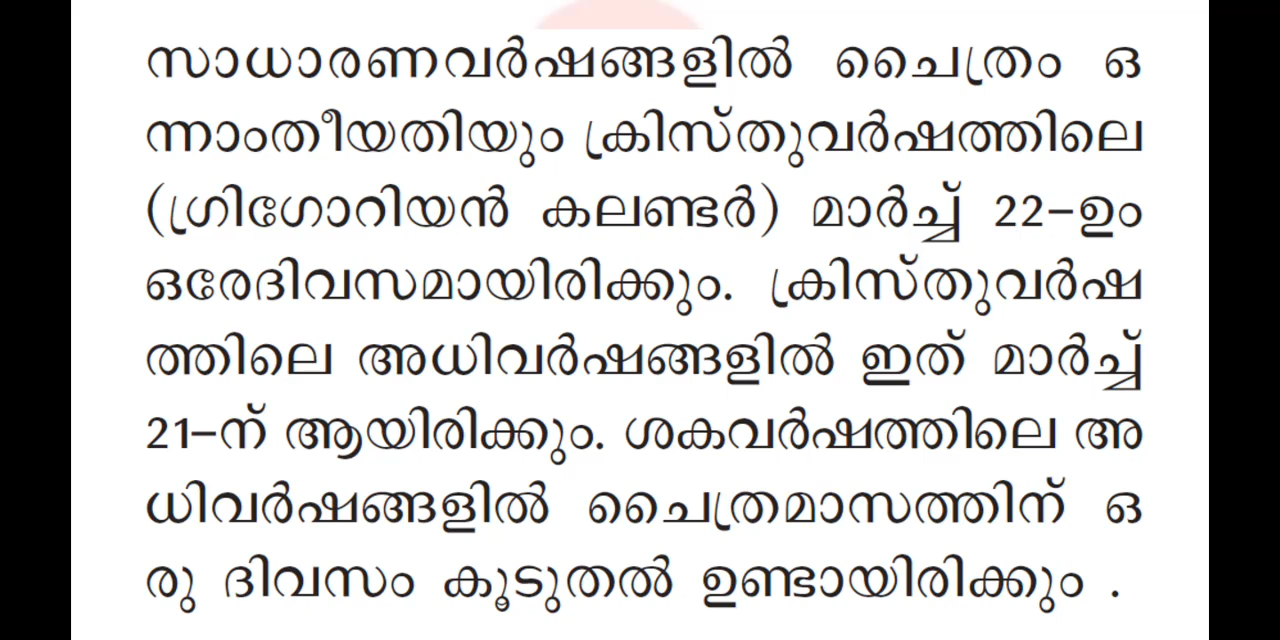 സാധാരണവർഷങ്ങളിൽ ചൈത്രം ഒ
ന്നാംതീയതിയും ക്രിസ്തുവർഷത്തിലെ
(ഗ്രിഗോറിയൻ കലണ്ടർ) മാർച്ച് 22-ഉം
ഒരേദിവസമായിരിക്കും. ക്രിസ്തുവർഷ
ത്തിലെ അധിവർഷങ്ങളിൽ ഇത് മാർച്ച്
21-ന് ആയിരിക്കും. ശകവർഷത്തിലെ അ
ധിവർഷങ്ങളിൽ ചൈത്രമാസത്തിന് ഒ
രു ദിവസം കൂടുതൽ ഉണ്ടായിരിക്കും .